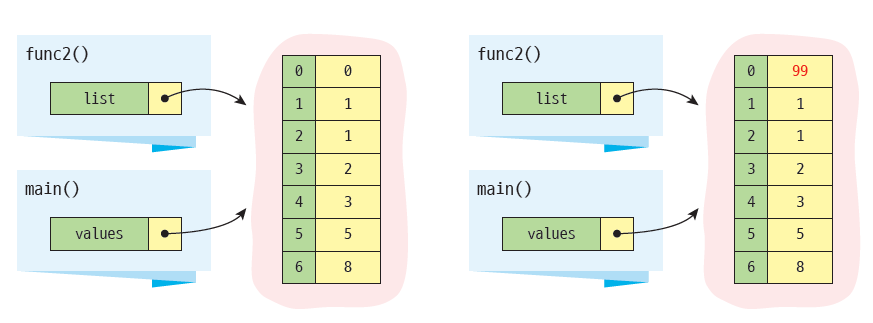 func2()
list
main()
values
0 0
1 1
2 1
3 2
4 3
5 5
6 8
func2()
list
main()
values
0 99
1 1
2 1
3 2
4 3
5 5
6 8